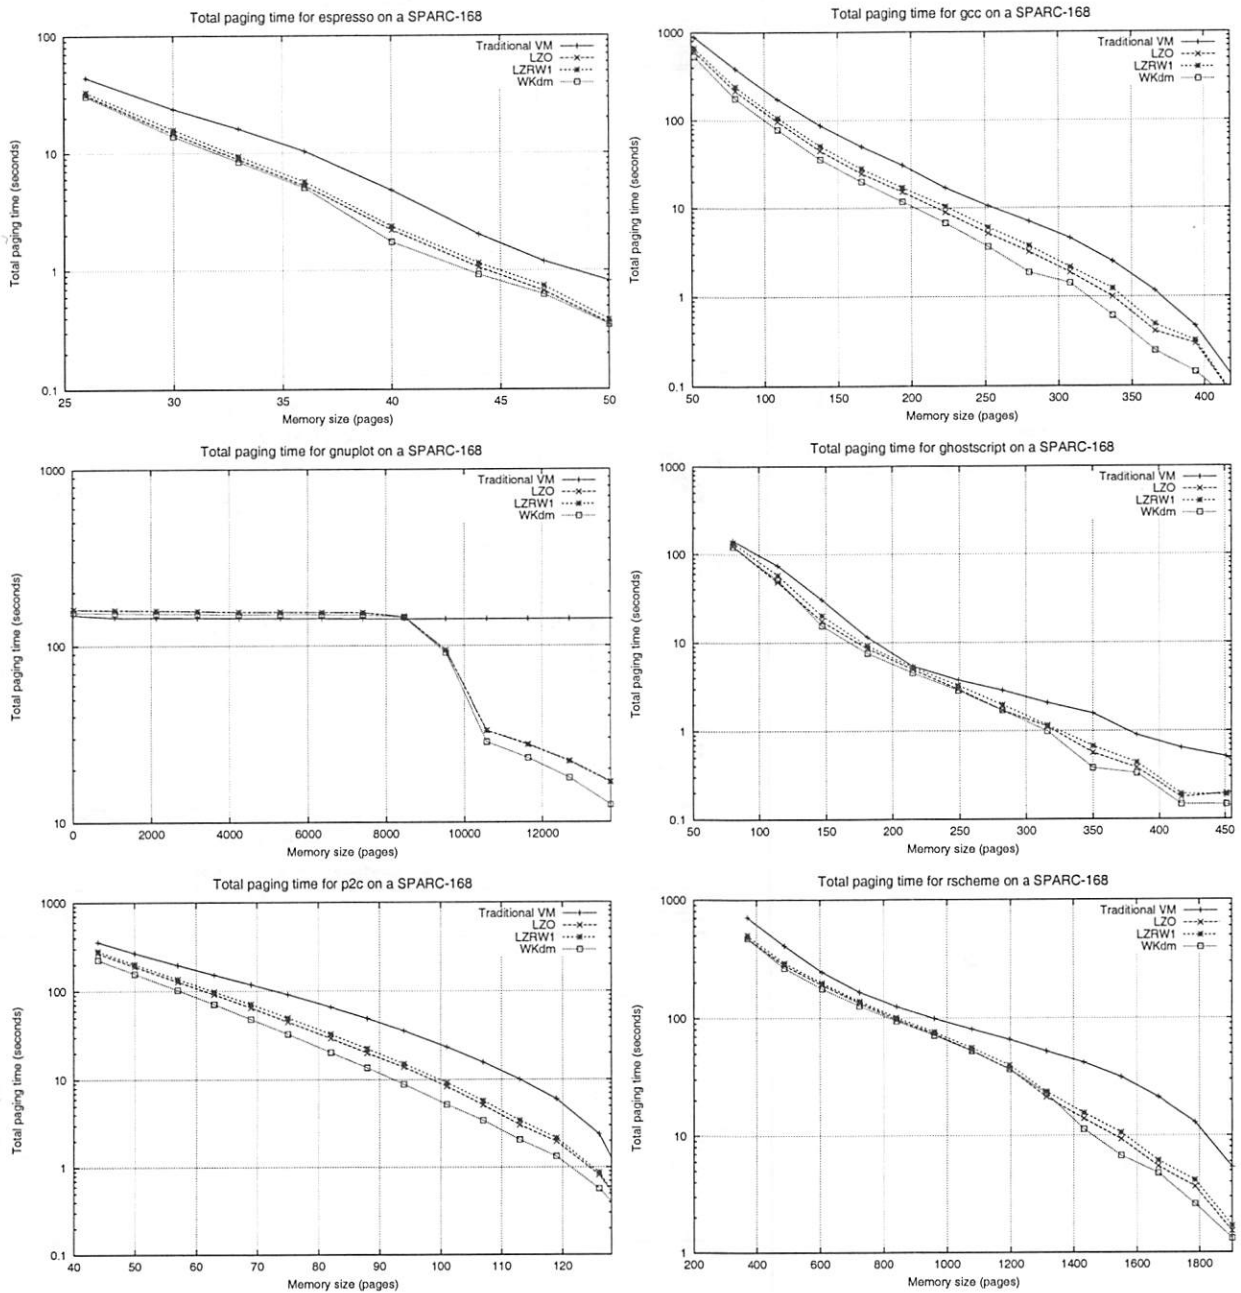 Total paging time for espresso on a SPARC-168
Total paging time (seconds)
100
10
1
0.1
Traditional VM
LZO
LZRW1
WKdm
25 30 35 40 45 50
Memory size (pages)
Total paging time for gcc on a SPARC-168
Total paging time (seconds)
1000
100
10
1
0.1
Traditional VM
LZO
LZRW1
WKdm
50 100 150 200 250 300 350 400
Memory size (pages)
Total paging time for gnuplot on a SPARC-168
Total paging time (seconds)
1000
100
10
Traditional VM
LZO
LZRW1
WKdm
0 2000 4000 6000 8000 10000 12000
Memory size (pages)
Total paging time for ghostscript on a SPARC-168
Total paging time (seconds)
1000
100
10
1
0.1
Traditional VM
LZO
LZRW1
WKdm
50 100 150 200 250 300 350 400 450
Memory size (pages)
Total paging time for p2c on a SPARC-168
Total paging time (seconds)
1000
100
10
1
0.1
Traditional VM
LZO
LZRW1
WKdm
40 50 60 70 80 90 100 110 120
Memory size (pages)
Total paging time for rscheme on a SPARC-168
Total paging time (seconds)
1000
100
10
1
Traditional VM
LZO
LZRW1
WKdm
200 400 600 800 1000 1200 1400 1600 1800
Memory size (pages)